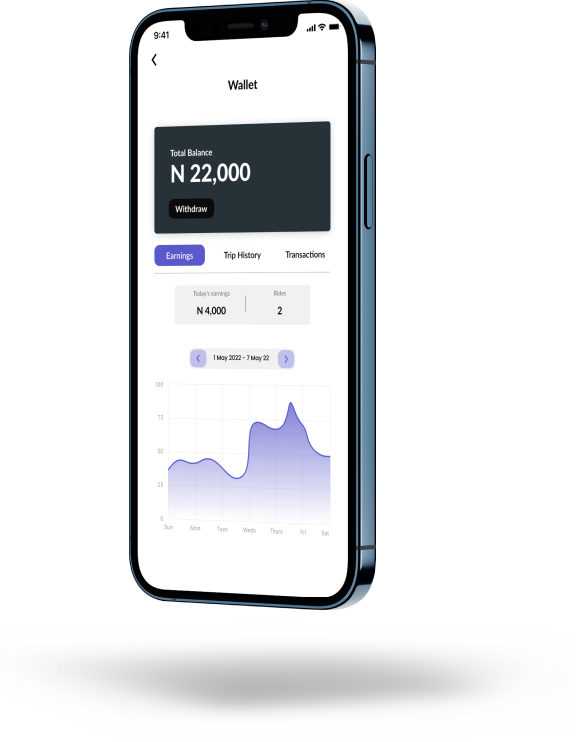 9:41
Wallet
Total Balance
N 22,000
Withdraw
Earnings Trip History Transactions
Today's earnings Rides
N 4,000 2
1 May 2022 - 7 May 22
100
75
50
25
0
Sun Mon Tues Weds Thurs Fri Sat